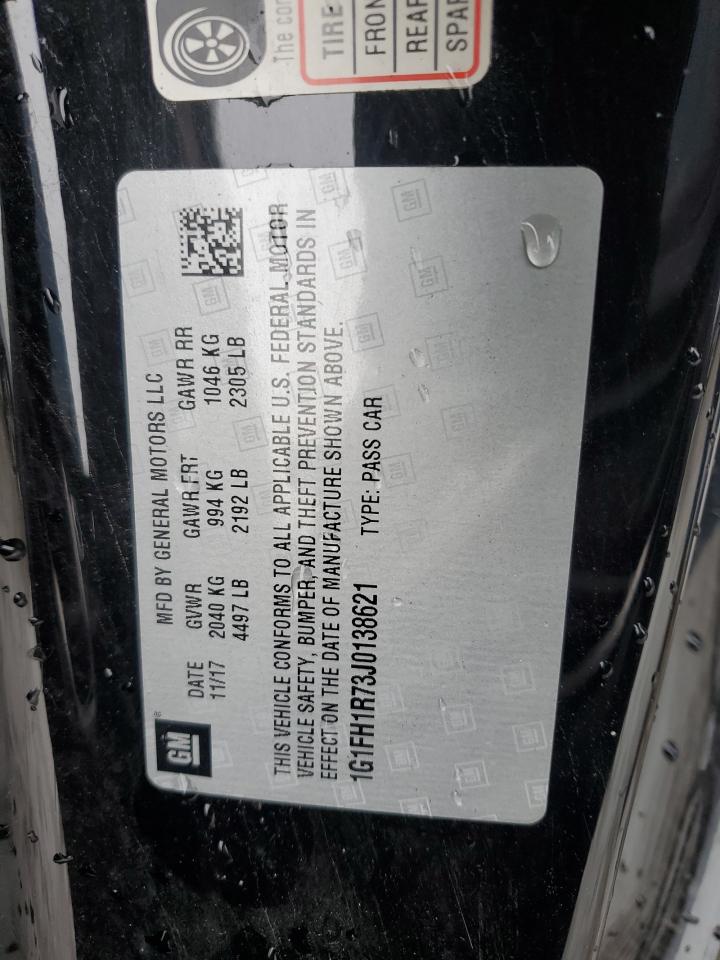 GM
MFD BY GENERAL MOTORS LLC
DATE GVWR GAWR FRT GAWR RR
11/17 2040 KG 994 KG 1046 KG
4497 LB 2192 LB 2305 LB
THIS VEHICLE CONFORMS TO ALL APPLICABLE U.S. FEDERAL MOTOR
VEHICLE SAFETY, BUMPER, AND THEFT PREVENTION STANDARDS IN
EFFECT ON THE DATE OF MANUFACTURE SHOWN ABOVE.
1G1FH1R73J0138621 TYPE: PASS CAR
The co
TIRE
FRON
REAR
SPAR